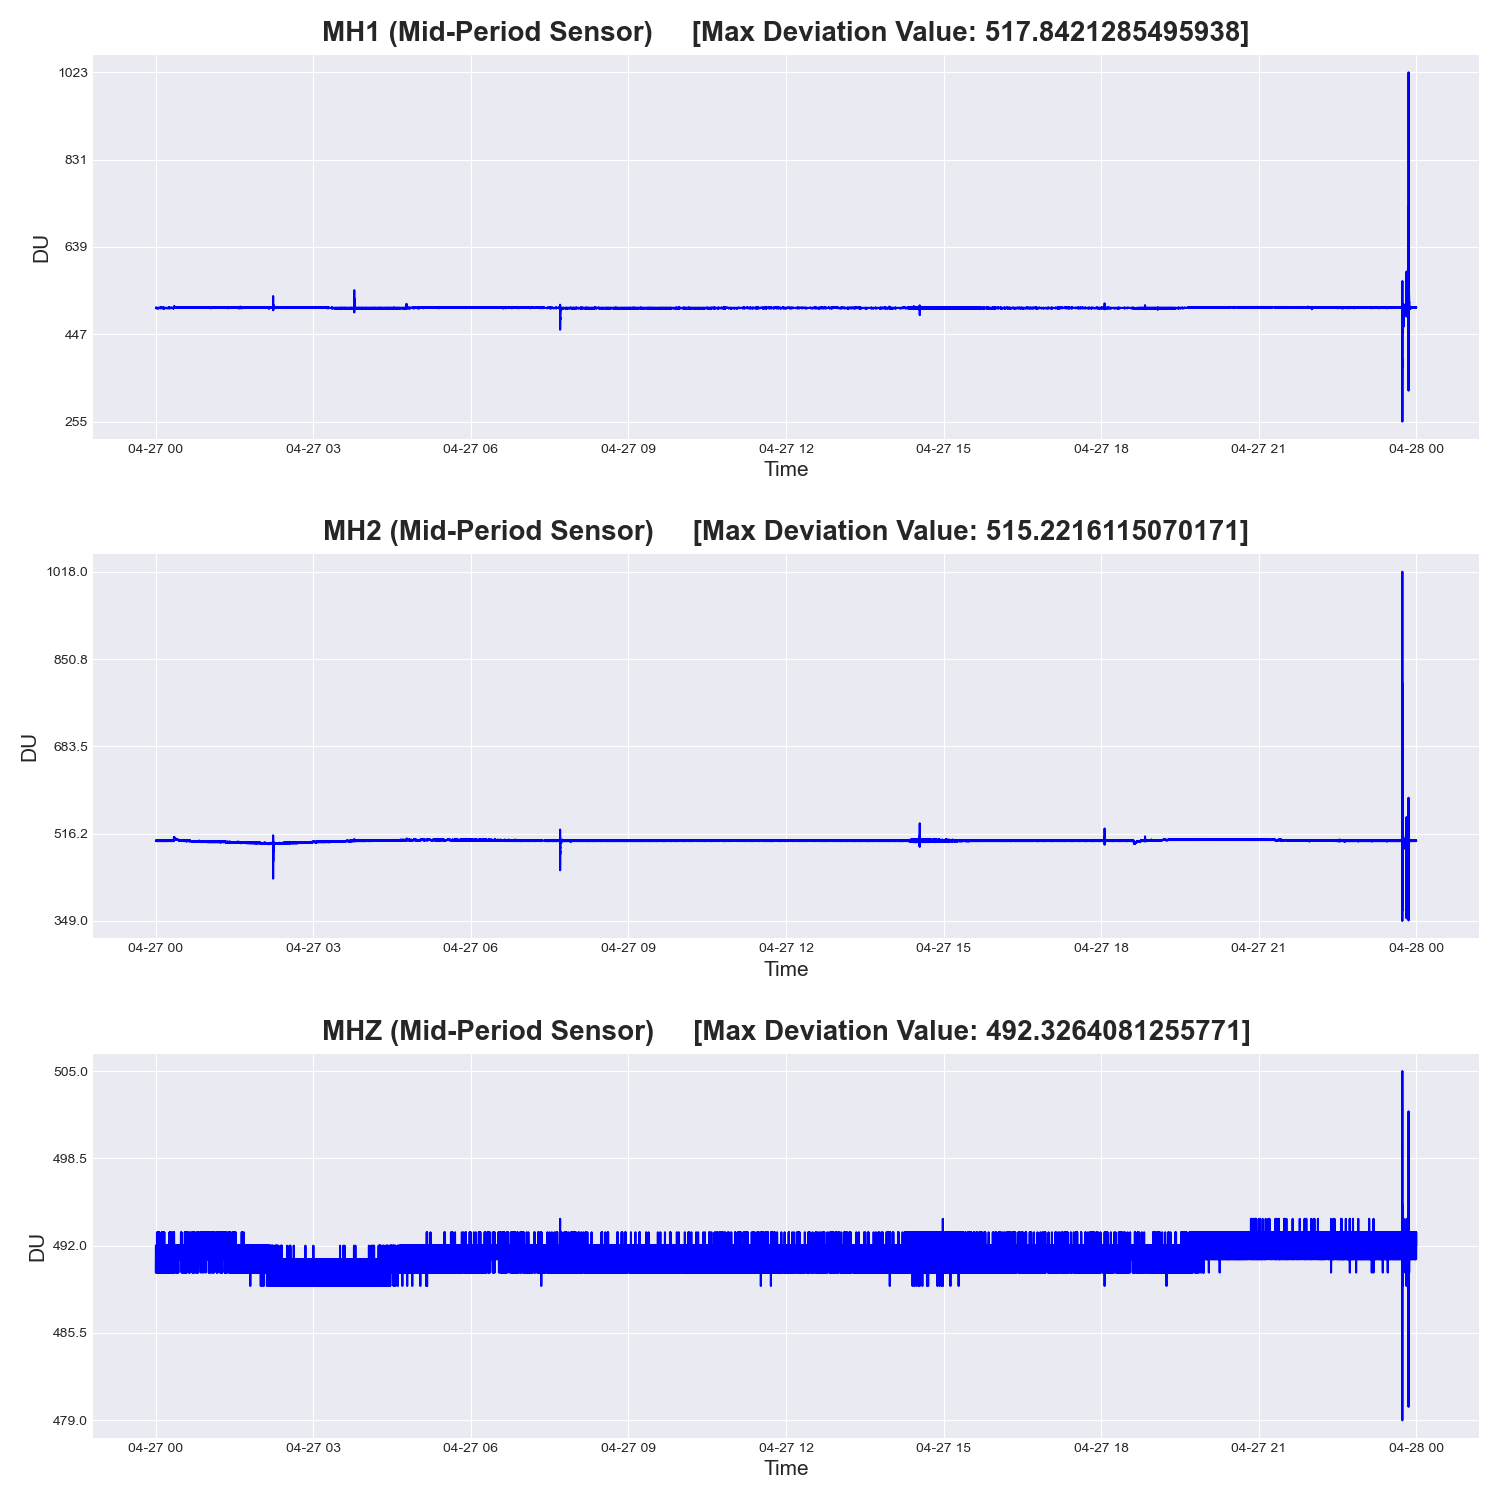 MH1 (Mid-Period Sensor) [Max Deviation Value: 517.8421285495938]
1023
831
639
447
255
DU
04-27 00 04-27 03 04-27 06 04-27 09 04-27 12 04-27 15 04-27 18 04-27 21 04-28 00
Time
MH2 (Mid-Period Sensor) [Max Deviation Value: 515.2216115070171]
1018.0
850.8
683.5
516.2
349.0
DU
04-27 00 04-27 03 04-27 06 04-27 09 04-27 12 04-27 15 04-27 18 04-27 21 04-28 00
Time
MHZ (Mid-Period Sensor) [Max Deviation Value: 492.3264081255771]
505.0
498.5
492.0
485.5
479.0
DU
04-27 00 04-27 03 04-27 06 04-27 09 04-27 12 04-27 15 04-27 18 04-27 21 04-28 00
Time